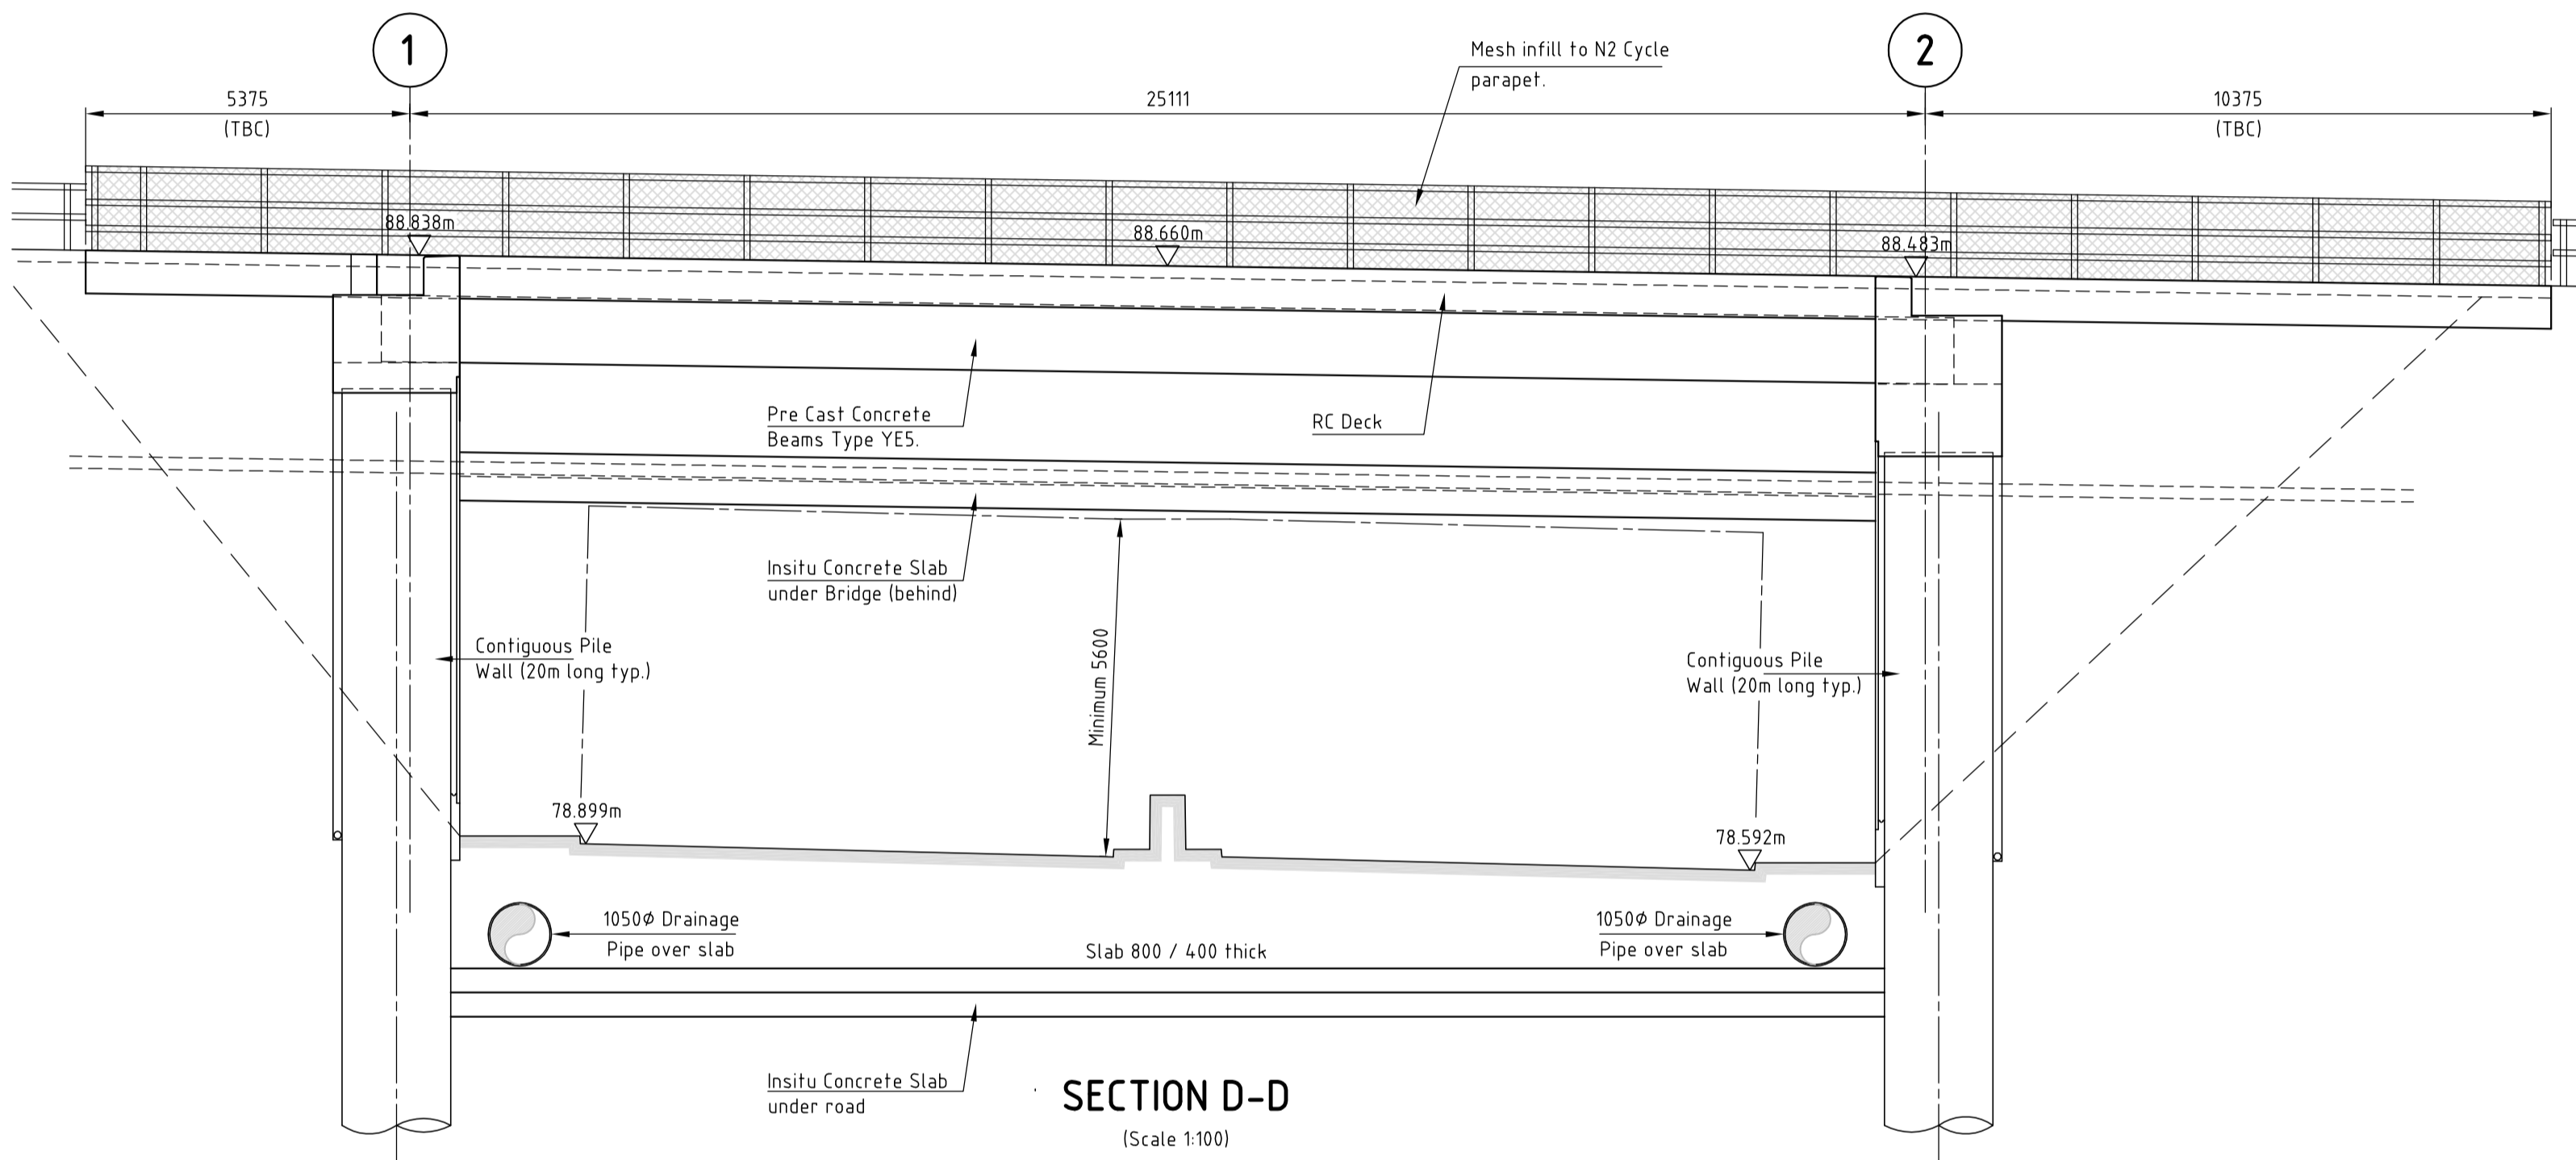 1
2
Mesh infill to N2 Cycle
parapet.
5375
(TBC)
25111
10375
(TBC)
88.838m
88.660m
88.483m
Pre Cast Concrete
Beams Type YE5.
RC Deck
Insitu Concrete Slab
under Bridge (behind)
Minimum 5600
Contiguous Pile
Wall (20m long typ.)
Contiguous Pile
Wall (20m long typ.)
78.899m
78.592m
1050Ø Drainage
Pipe over slab
Slab 800 / 400 thick
1050Ø Drainage
Pipe over slab
Insitu Concrete Slab
under road
SECTION D-D
(Scale 1:100)